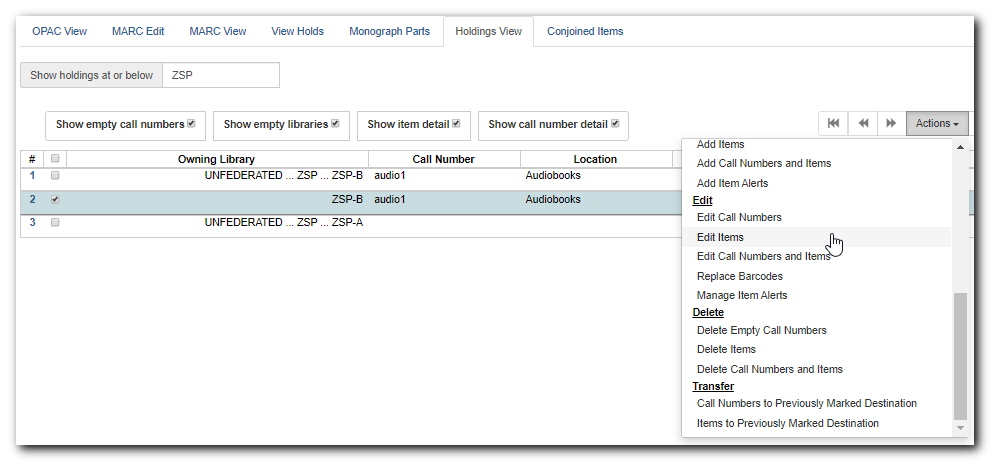 OPAC View MARC Edit MARC View View Holds Monograph Parts Holdings View Conjoined Items
Show holdings at or below ZSP
Show empty call numbers Show empty libraries Show item detail Show call number detail Actions
# Owning Library Call Number Location
1 UNFEDERATED ... ZSP ... ZSP-B audio1 Audiobooks
2 ZSP-B audio1 Audiobooks
3 UNFEDERATED ... ZSP ... ZSP-A
Add Items
Add Call Numbers and Items
Add Item Alerts
Edit
Edit Call Numbers
Edit Items
Edit Call Numbers and Items
Replace Barcodes
Manage Item Alerts
Delete
Delete Empty Call Numbers
Delete Items
Delete Call Numbers and Items
Transfer
Call Numbers to Previously Marked Destination
Items to Previously Marked Destination